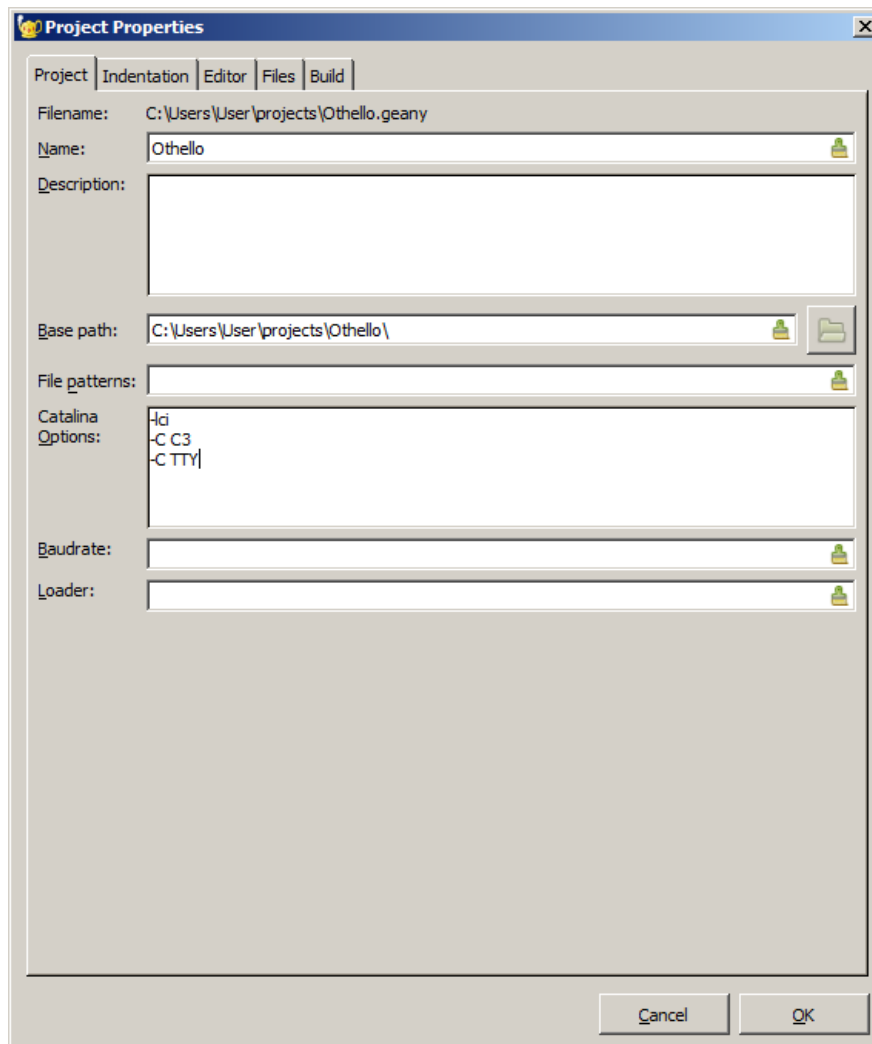 Project Properties
Project Indentation Editor Files Build
Filename: C:\Users\User\projects\Othello.geany
Name: Othello
Description:
Base path: C:\Users\User\projects\Othello\
File patterns:
Catalina
Options:
-lci
-C C3
-C TTY
Baudrate:
Loader:
Cancel OK